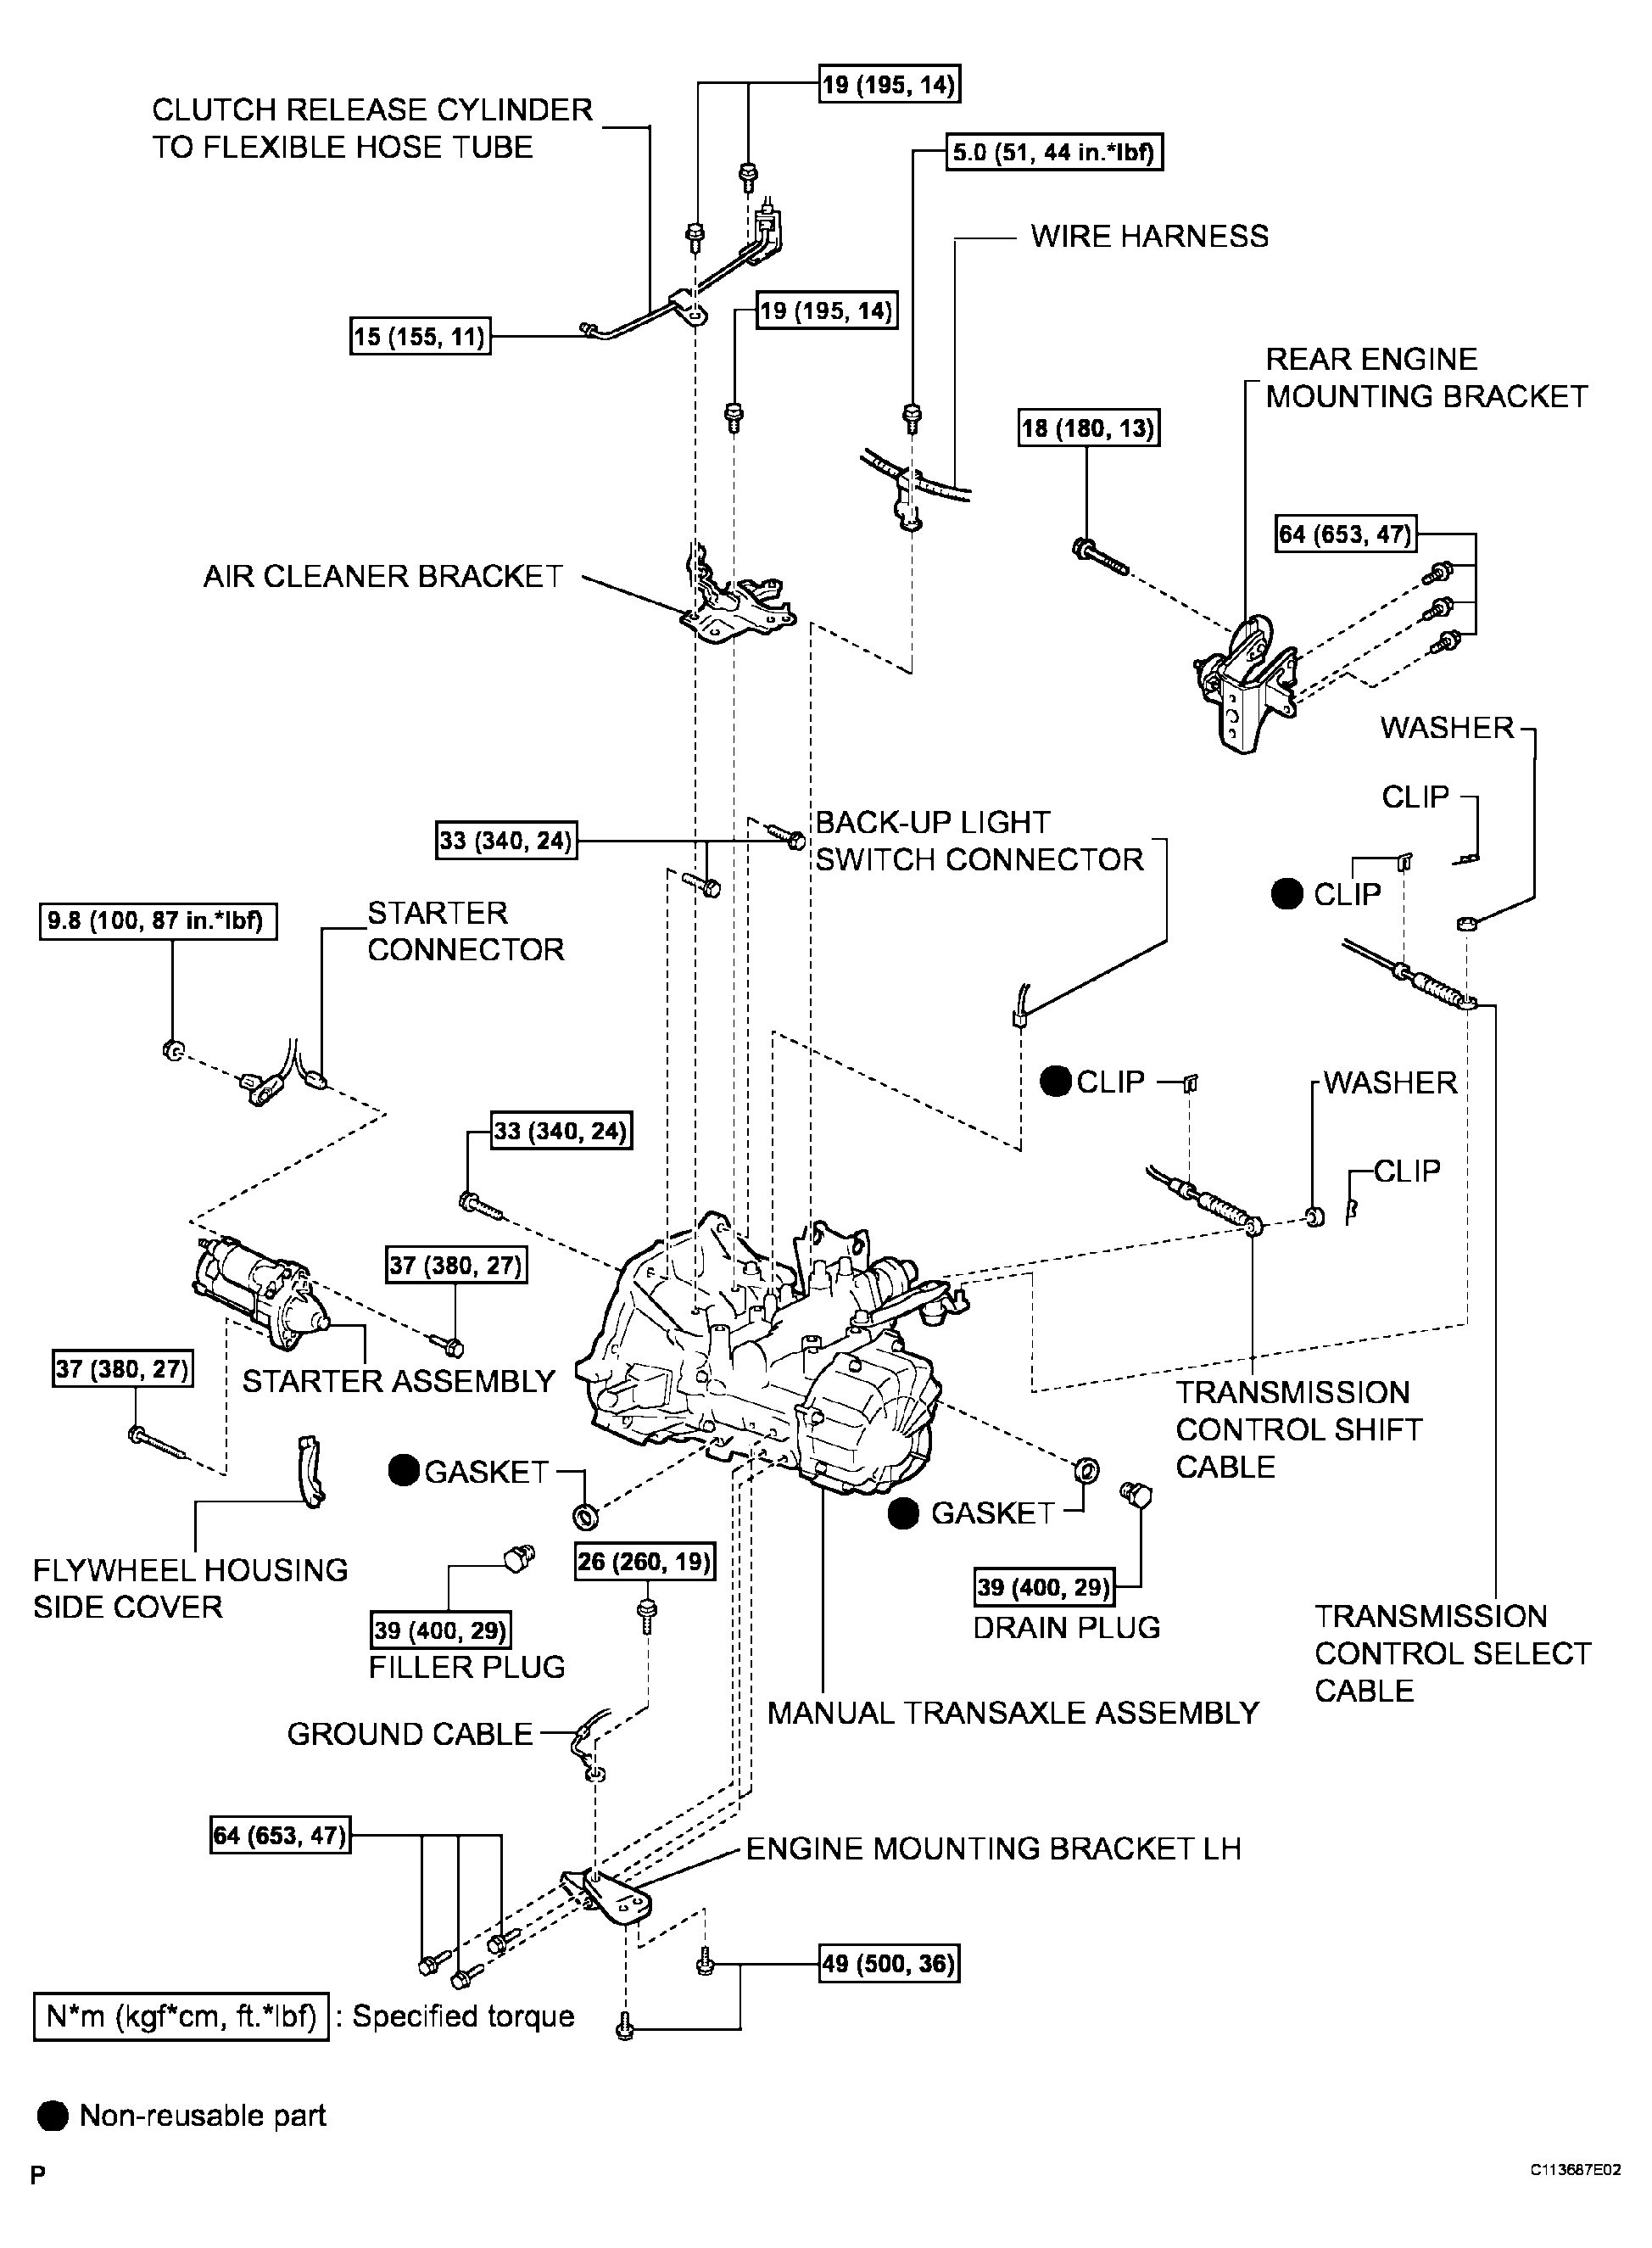 19 (195, 14)
CLUTCH RELEASE CYLINDER
TO FLEXIBLE HOSE TUBE
5.0 (51, 44 in.*lbf)
WIRE HARNESS
19 (195, 14)
15 (155, 11)
REAR ENGINE
MOUNTING BRACKET
18 (180, 13)
64 (653, 47)
AIR CLEANER BRACKET
WASHER
CLIP
33 (340, 24)
BACK-UP LIGHT
SWITCH CONNECTOR
CLIP
9.8 (100, 87 in.*lbf)
STARTER
CONNECTOR
CLIP
WASHER
33 (340, 24)
CLIP
37 (380, 27)
37 (380, 27)
STARTER ASSEMBLY
TRANSMISSION
CONTROL SHIFT
CABLE
GASKET
GASKET
FLYWHEEL HOUSING
SIDE COVER
26 (260, 19)
39 (400, 29)
DRAIN PLUG
39 (400, 29)
FILLER PLUG
TRANSMISSION
CONTROL SELECT
CABLE
MANUAL TRANSAXLE ASSEMBLY
GROUND CABLE
64 (653, 47)
ENGINE MOUNTING BRACKET LH
49 (500, 36)
N*m (kgf*cm, ft.*lbf) : Specified torque
Non-reusable part
P
C113687E02